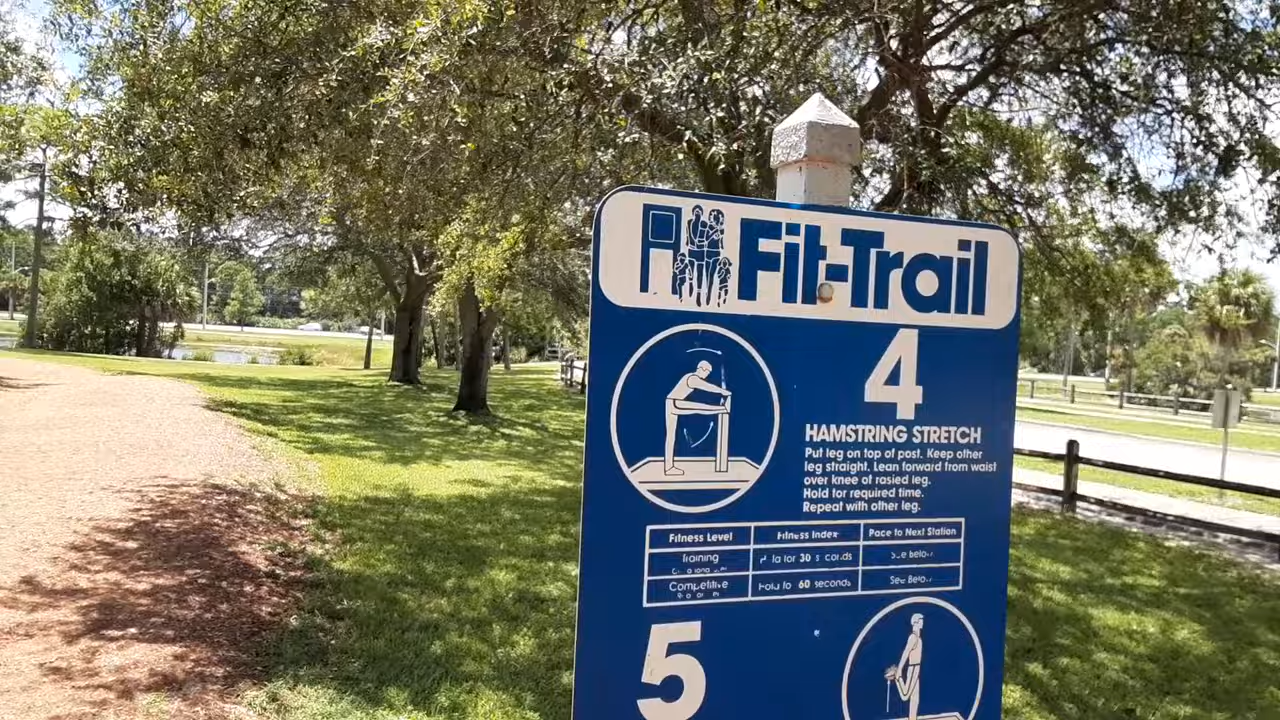 Fit-Trail
4
HAMSTRING STRETCH
Put leg on top of post. Keep other
leg straight. Lean forward from waist
over knee of rasied leg.
Hold for required time.
Repeat with other leg.
Fitness Level Fitness Index Pace to Next Station
Training 30
Competitive 60 seconds See Below
5